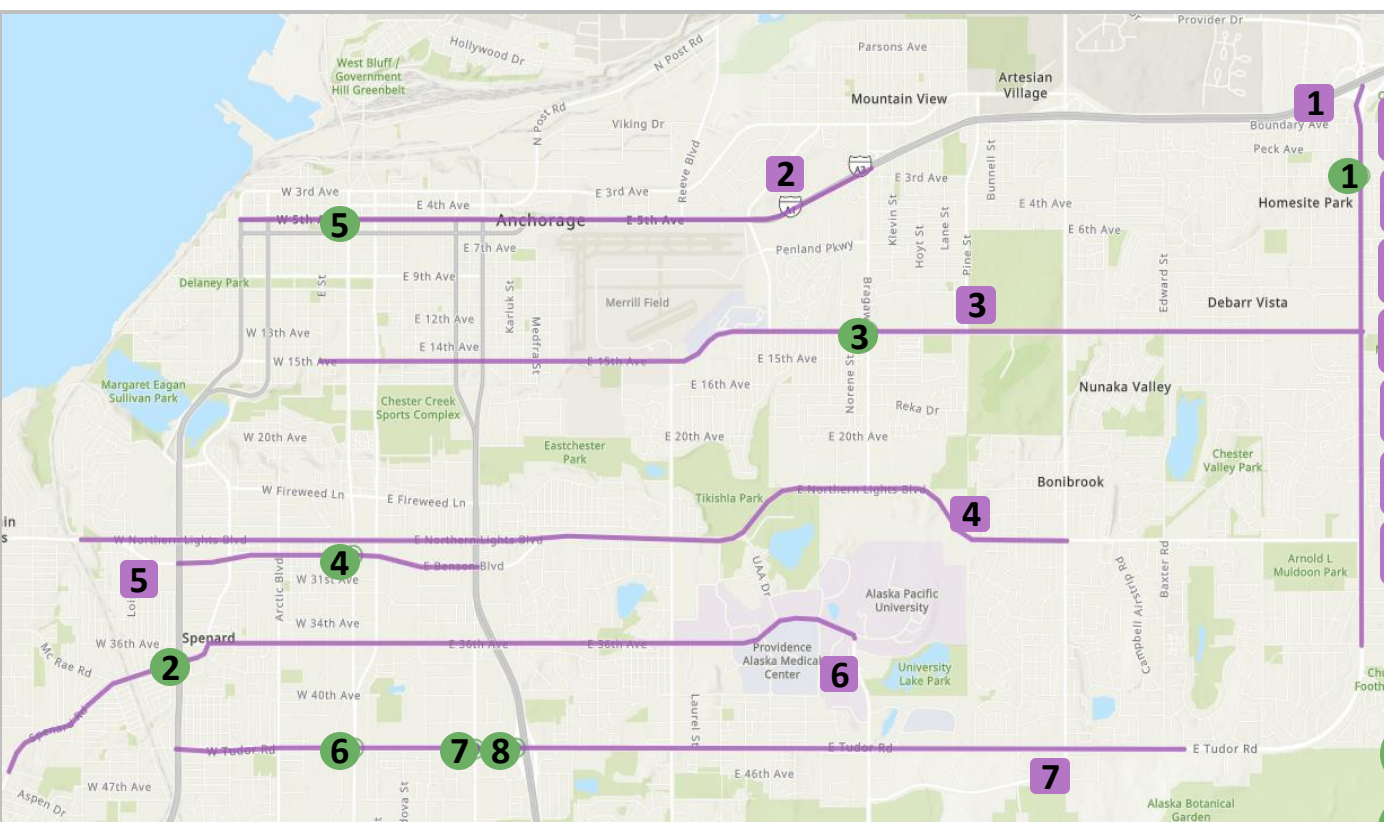 Provider Dr
Hollywood Dr
N Post Rd
Parsons Ave
West Bluff /
Government
Hill Greenbelt
Artesian
Village
Mountain View
1
N Post Rd
Viking Dr
Boundary Ave
Peck Ave
Reeve Blvd
Bunnell St
2
A3
E 3rd Ave
1
W 3rd Ave
E 3rd Ave
E 4th Ave
A1
E 4th Ave
Homesite Park
W 5th
5
Anchorage
E 5th Ave
Klevin St
Hoyt St
Lane St
Pine St
E 6th Ave
E 7th Ave
Penland Pkwy
Delaney Park
E St
E 9th Ave
Karluk St
Merrill Field
Bragaw
3
Edward St
Debarr Vista
E 12th Ave
Medfra St
W 13th Ave
3
E 14th Ave
W 15th Ave
E 15th Ave
E 15th Ave
Margaret Eagan
Sullivan Park
E 16th Ave
Norene St
Nunaka Valley
Chester Creek
Sports Complex
Reka Dr
W 20th Ave
E 20th Ave
E 20th Ave
Eastchester
Park
Chester
Valley Park
W Fireweed Ln
E Fireweed Ln
Tikishla Park
E Northern Lights Blvd
Bonibrook
4
W Northern Lights Blvd
E Northern Lights Blvd
5
4
E Benson Blvd
W 31st Ave
Arctic Blvd
UAA Dr
Campbell Airstrip Rd
Baxter Rd
Arnold L
Muldoon Park
Alaska Pacific
University
Loi
W 34th Ave
W 36th Ave
Spenard
E 36th Ave
E 36th Ave
Mc Rae Rd
2
Providence
Alaska Medical
Center
6
University
Lake Park
W 40th Ave
Spenard Rd
Laurel St
W Tudor Rd
6
7
8
E Tudor Rd
E Tudor Rd
W 47th Ave
E 46th Ave
7
Aspen Dr
dova St
Alaska Botanical
Garden